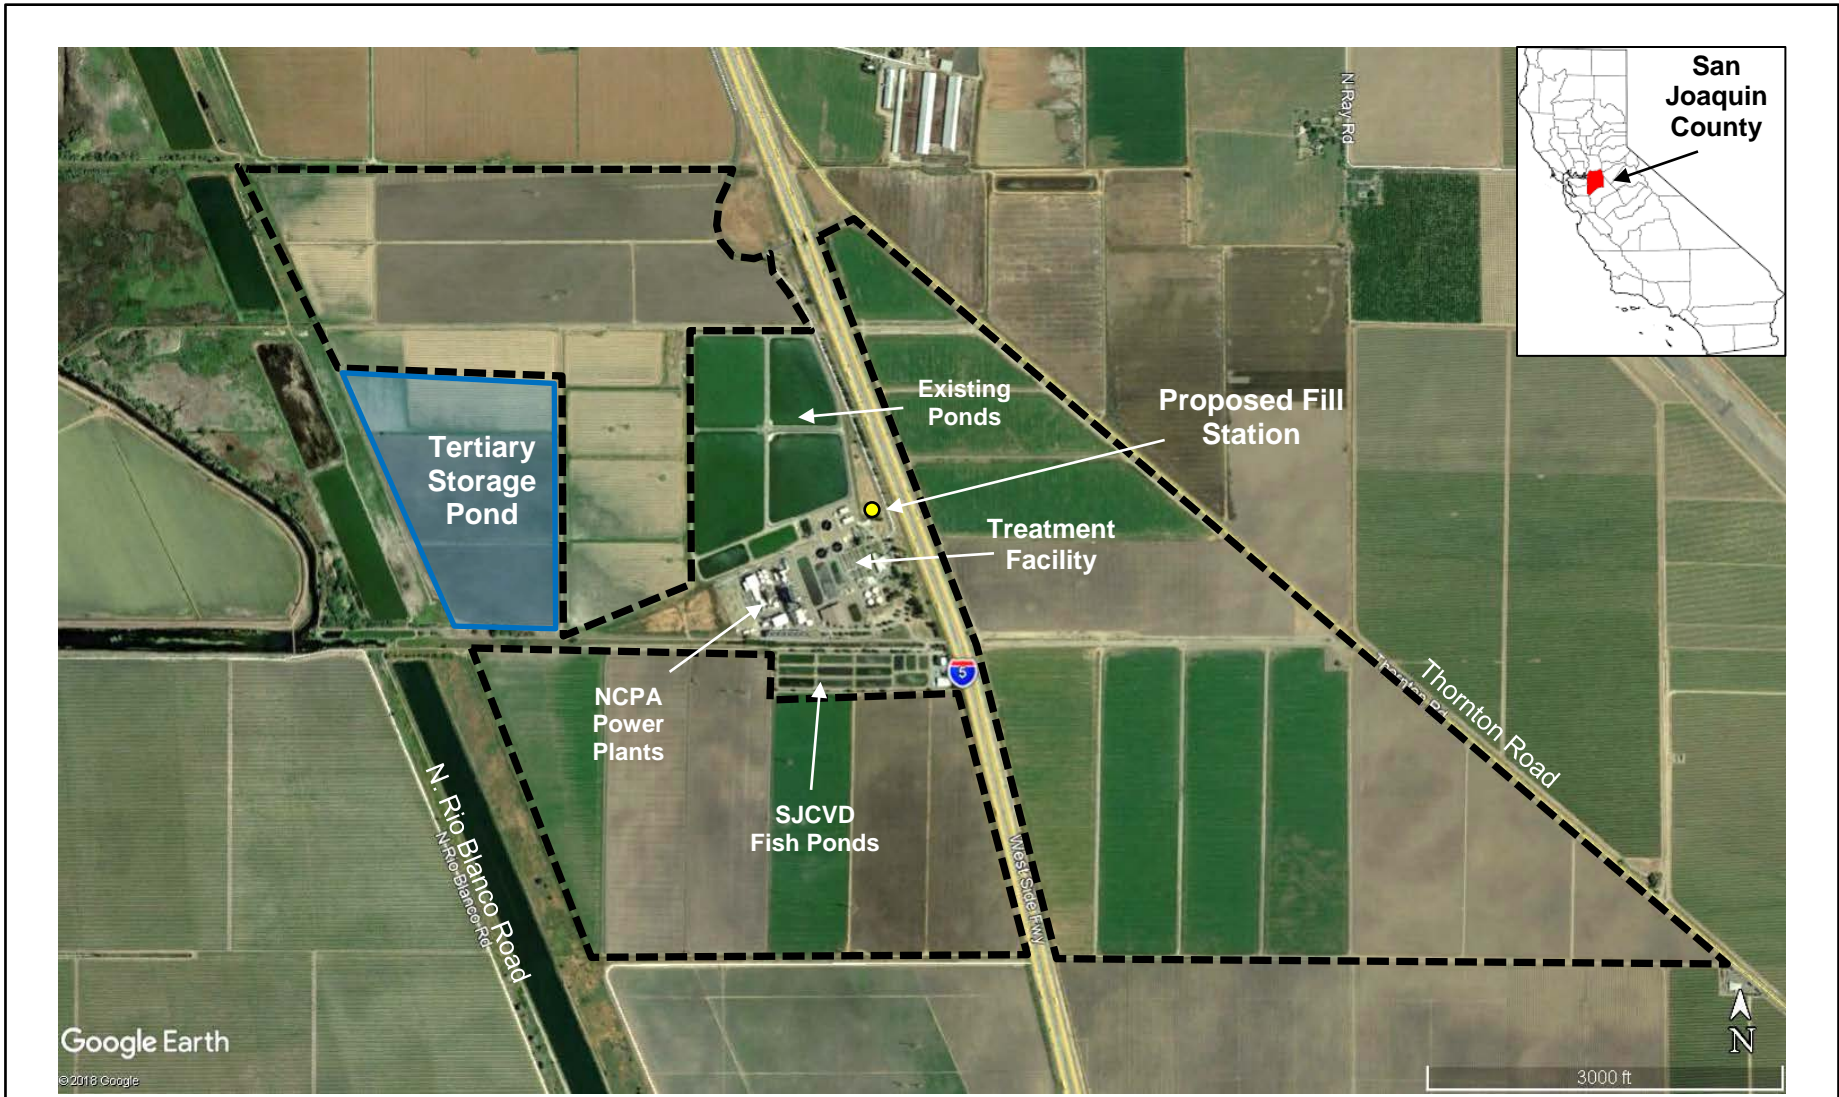 San
Joaquin
County
N Ray Rd
Existing
Ponds
Proposed Fill
Station
Tertiary
Storage
Pond
Treatment
Facility
NCPA
Power
Plants
5
SJCVD
Fish Ponds
Thornton Rd
Thornton Road
N. Rio Blanco Road
N Rio Blanco Rd
West Side Fwy
N
Google Earth
©2018 Google
3000 ft